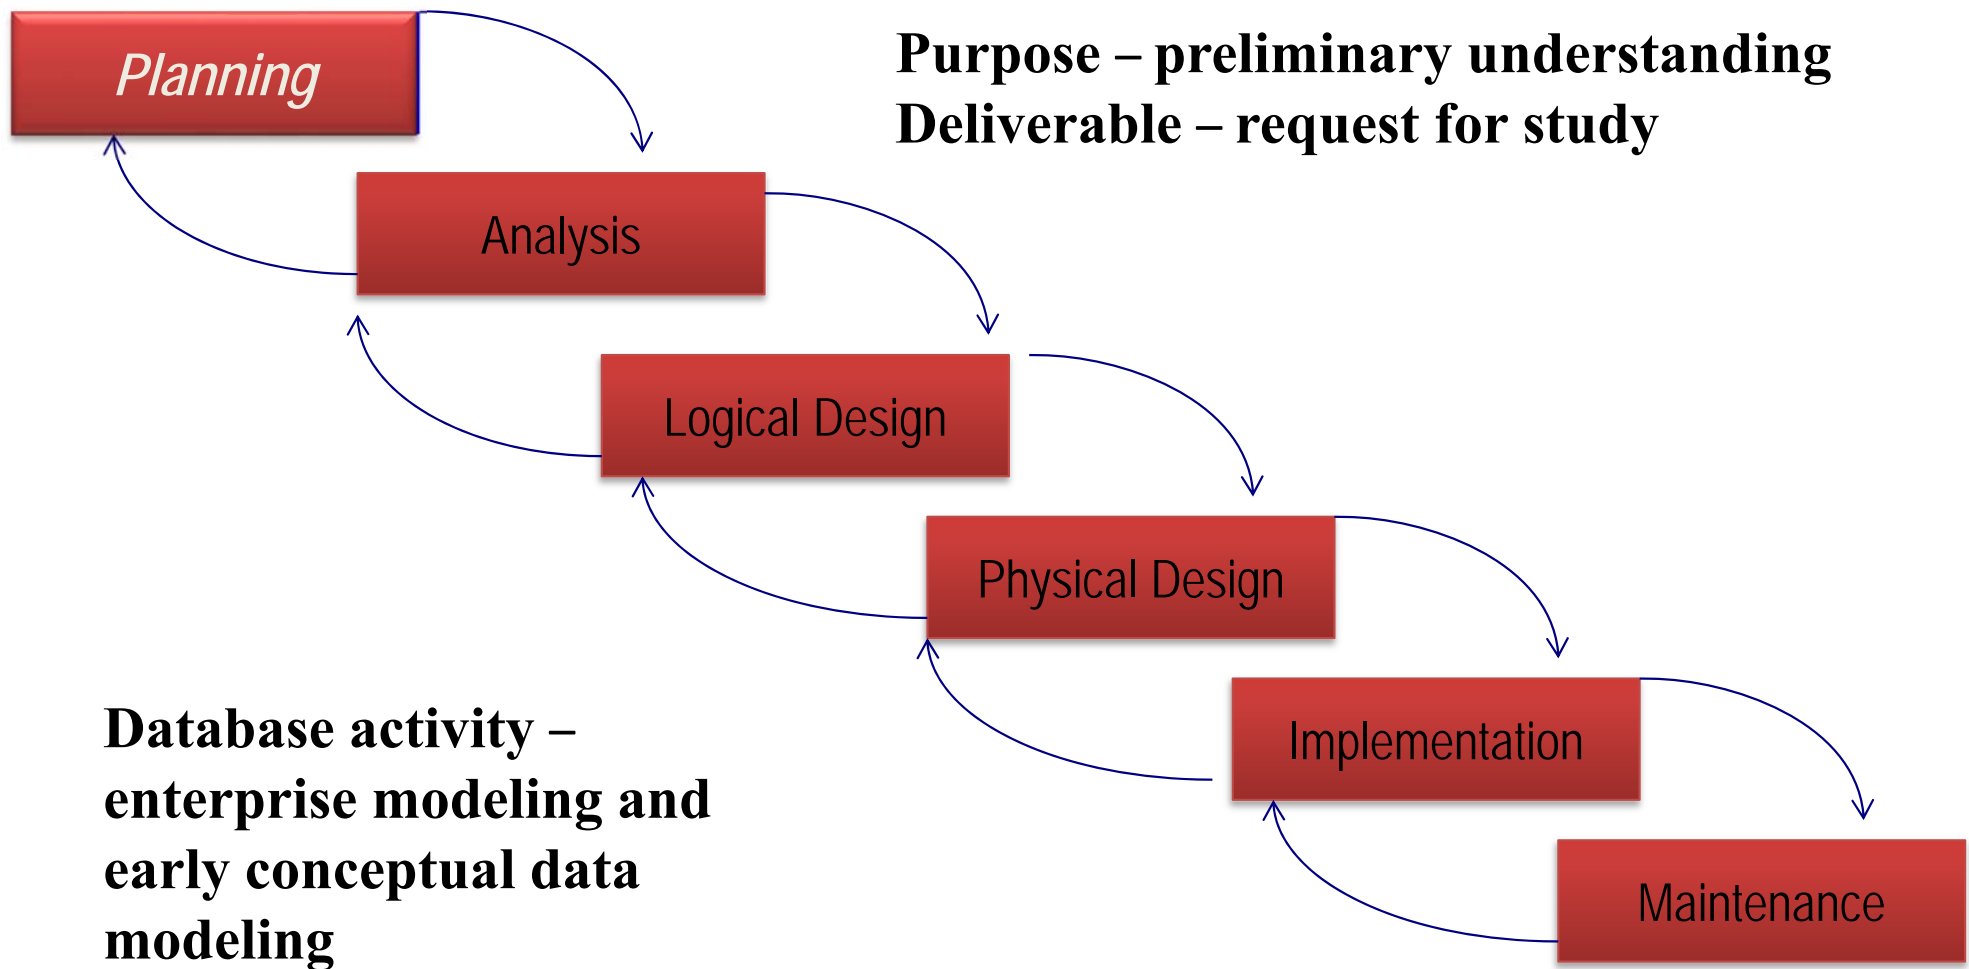 Planning
Purpose – preliminary understanding
Deliverable – request for study
Analysis
Logical Design
Physical Design
Implementation
Maintenance
Database activity –
enterprise modeling and
early conceptual data
modeling